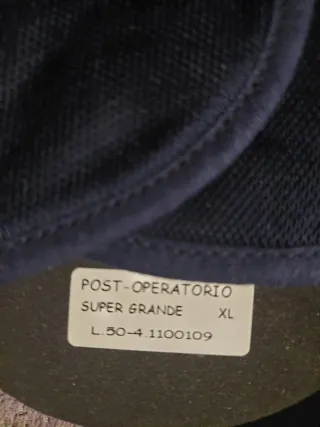 POST-OPERATORIO
SUPER GRANDE XL
L.50-4.1100109